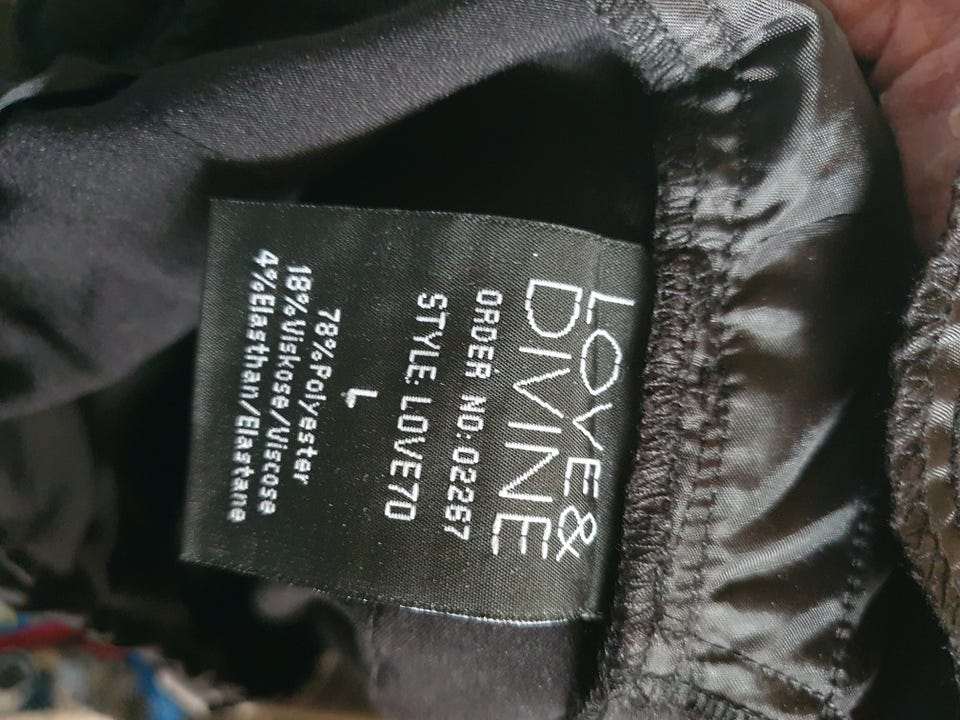 LOVE&
DIVINE
ORDER NO:02267
STYLE: LOVE70
L
78%Polyester
18%Viskose/Viscose
4%Elasthan/Elastane